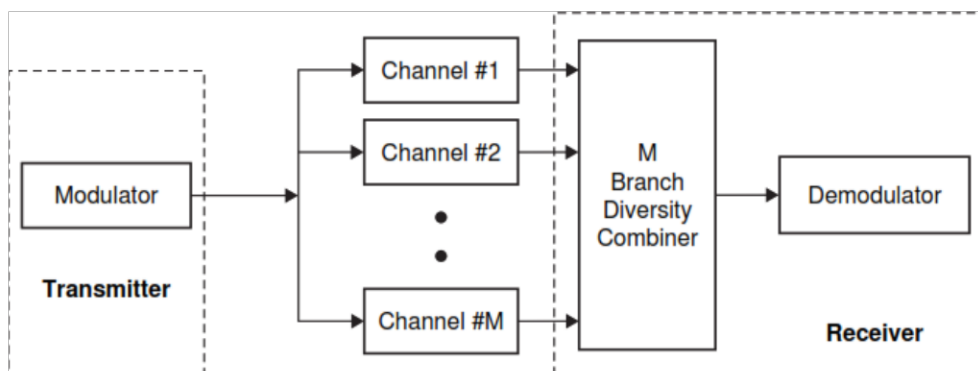 Channel #1
Channel #2
Modulator
M
Branch
Diversity
Combiner
Demodulator
Transmitter
Channel #M
Receiver